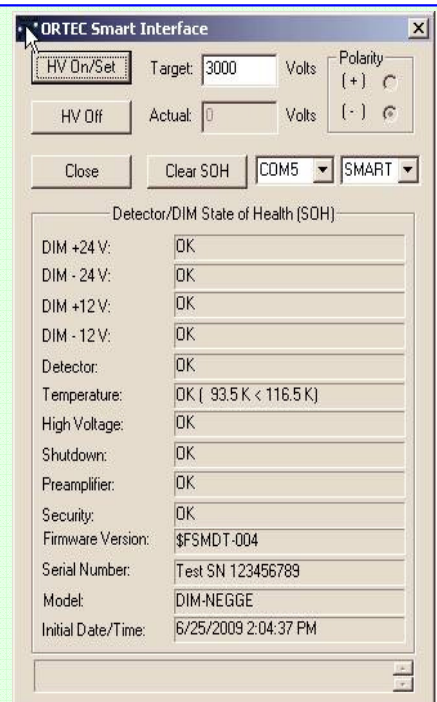 ORTEC Smart Interface
HV On/Set Target: 3000 Volts Polarity
(+)
HV Off Actual: 0 Volts (-)
Close Clear SOH COM5 SMART
Detector/DIM State of Health (SOH)
DIM +24 V: OK
DIM - 24 V: OK
DIM +12 V: OK
DIM - 12 V: OK
Detector: OK
Temperature: OK ( 93.5 K < 116.5 K)
High Voltage: OK
Shutdown: OK
Preamplifier: OK
Security: OK
Firmware Version: $FSMDT-004
Serial Number: Test SN 123456789
Model: DIM-NEGGE
Initial Date/Time: 6/25/2009 2:04:37 PM